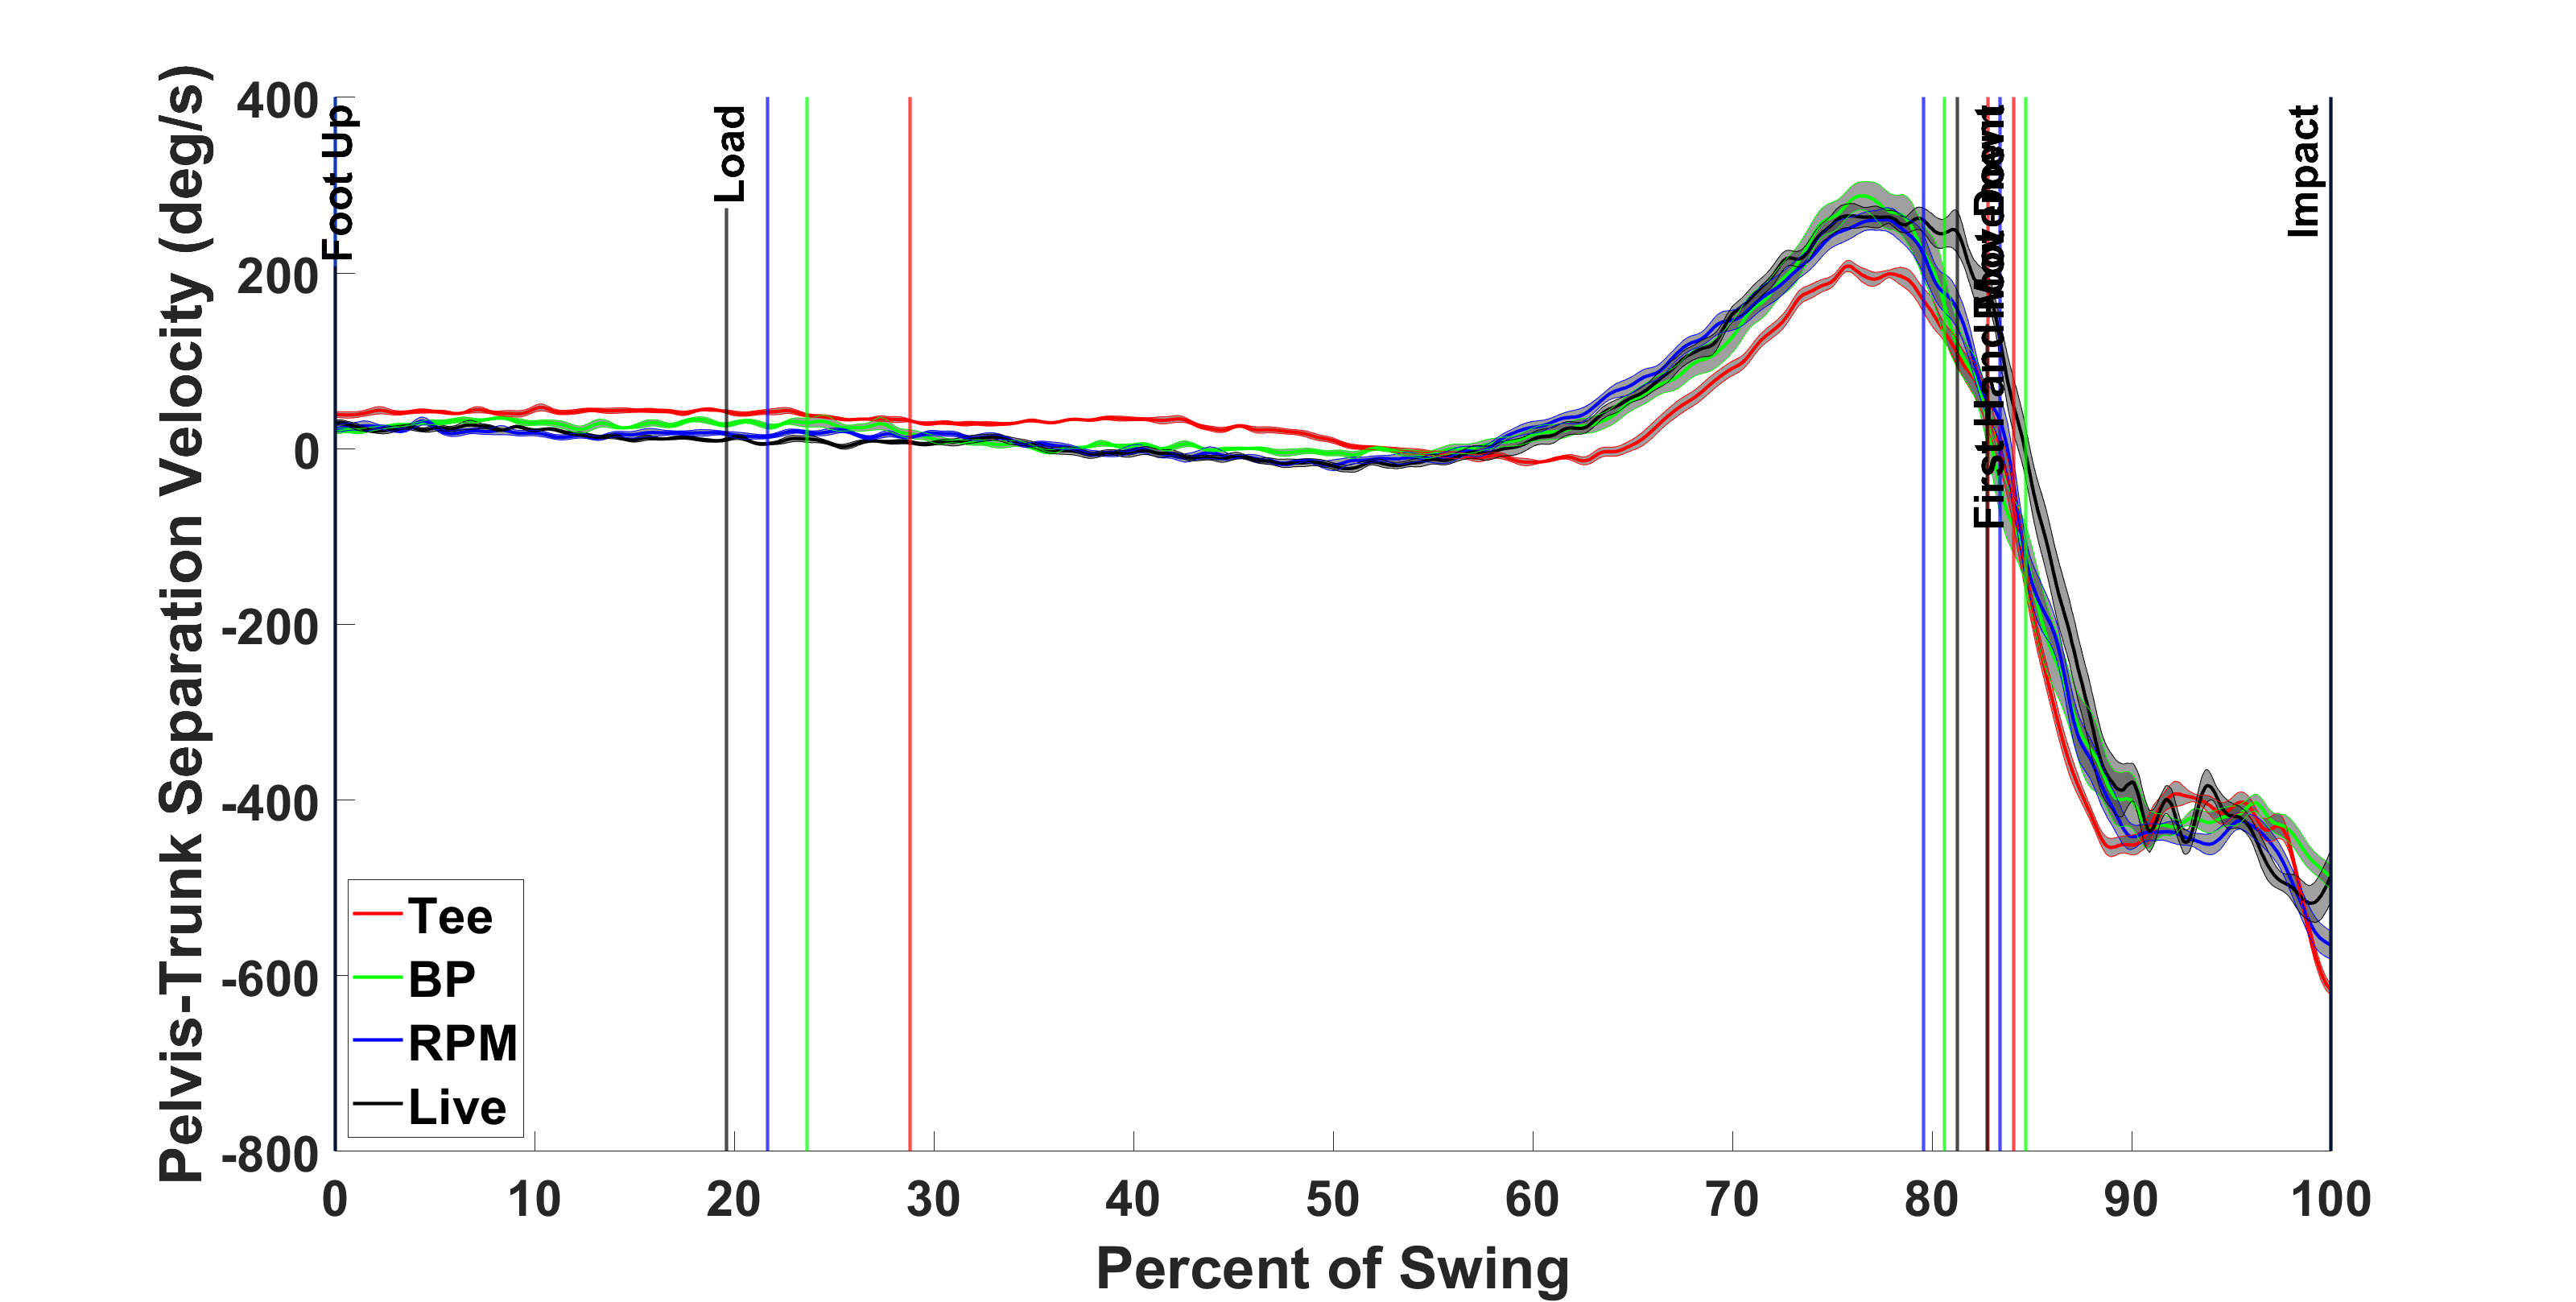 Pelvis-Trunk Separation Velocity (deg/s)
400
200
0
-200
-400
-600
-800
Foot Up
Load
First Hand Movement
Foot Down
Impact
Tee
BP
RPM
Live
0 10 20 30 40 50 60 70 80 90 100
Percent of Swing